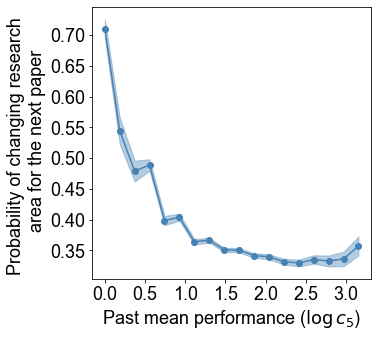 Probability of changing research
area for the next paper
0.70
0.65
0.60
0.55
0.50
0.45
0.40
0.35
0.0 0.5 1.0 1.5 2.0 2.5 3.0
Past mean performance (log c₅)